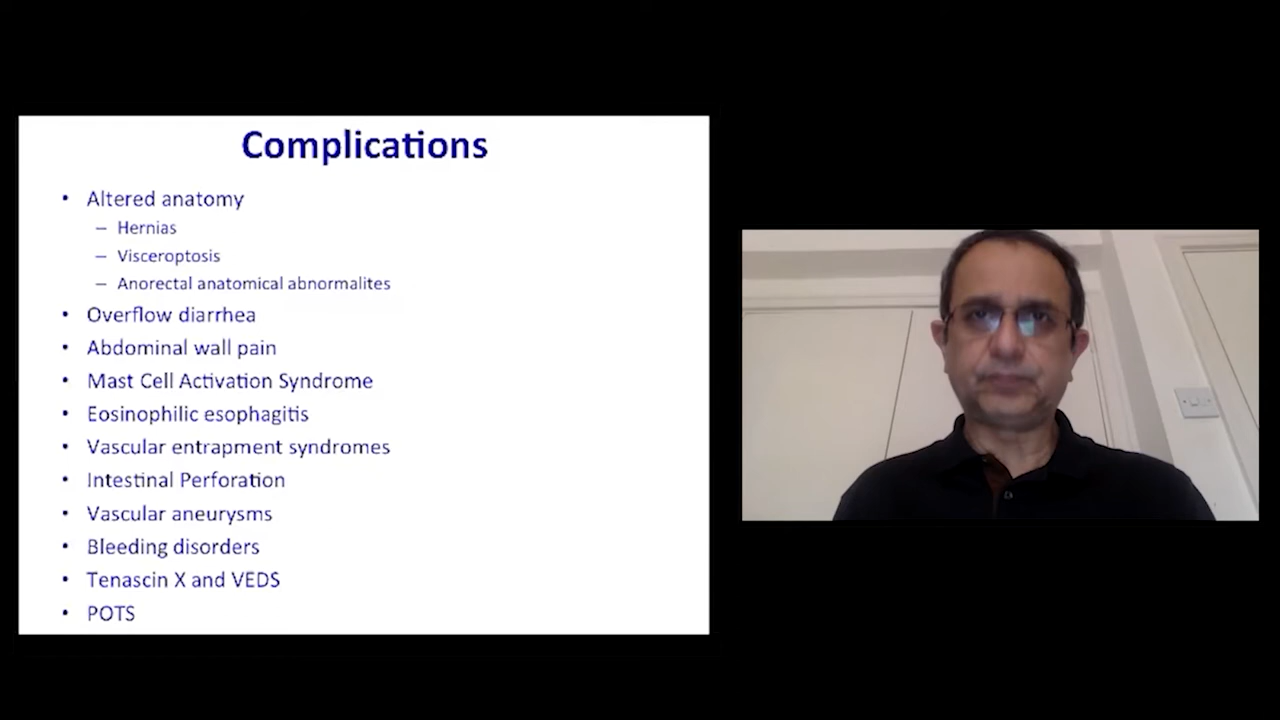 Complications
• Altered anatomy
– Hernias
– Visceroptosis
– Anorectal anatomical abnormalites
• Overflow diarrhea
• Abdominal wall pain
• Mast Cell Activation Syndrome
• Eosinophilic esophagitis
• Vascular entrapment syndromes
• Intestinal Perforation
• Vascular aneurysms
• Bleeding disorders
• Tenascin X and VEDS
• POTS